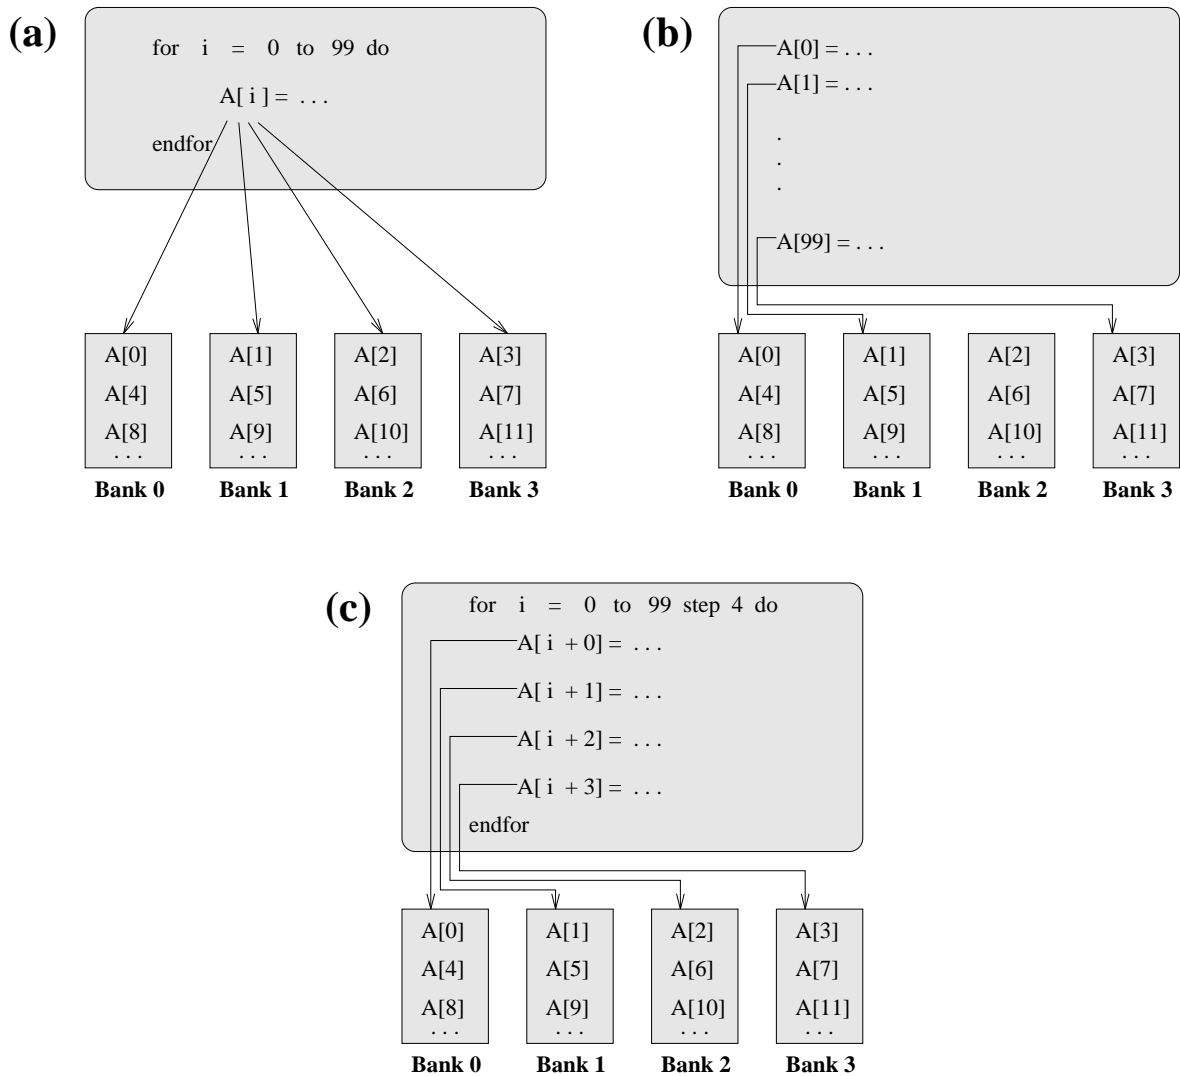 (a)
for i = 0 to 99 do
A[ i ] = . . .
endfor
A[0] A[1] A[2] A[3]
A[4] A[5] A[6] A[7]
A[8] A[9] A[10] A[11]
. . . . . . . . . . . .
Bank 0 Bank 1 Bank 2 Bank 3
(b)
A[0] = . . .
A[1] = . . .
.
.
.
A[99] = . . .
A[0] A[1] A[2] A[3]
A[4] A[5] A[6] A[7]
A[8] A[9] A[10] A[11]
. . . . . . . . . . . .
Bank 0 Bank 1 Bank 2 Bank 3
(c)
for i = 0 to 99 step 4 do
A[ i + 0] = . . .
A[ i + 1] = . . .
A[ i + 2] = . . .
A[ i + 3] = . . .
endfor
A[0] A[1] A[2] A[3]
A[4] A[5] A[6] A[7]
A[8] A[9] A[10] A[11]
. . . . . . . . . . . .
Bank 0 Bank 1 Bank 2 Bank 3